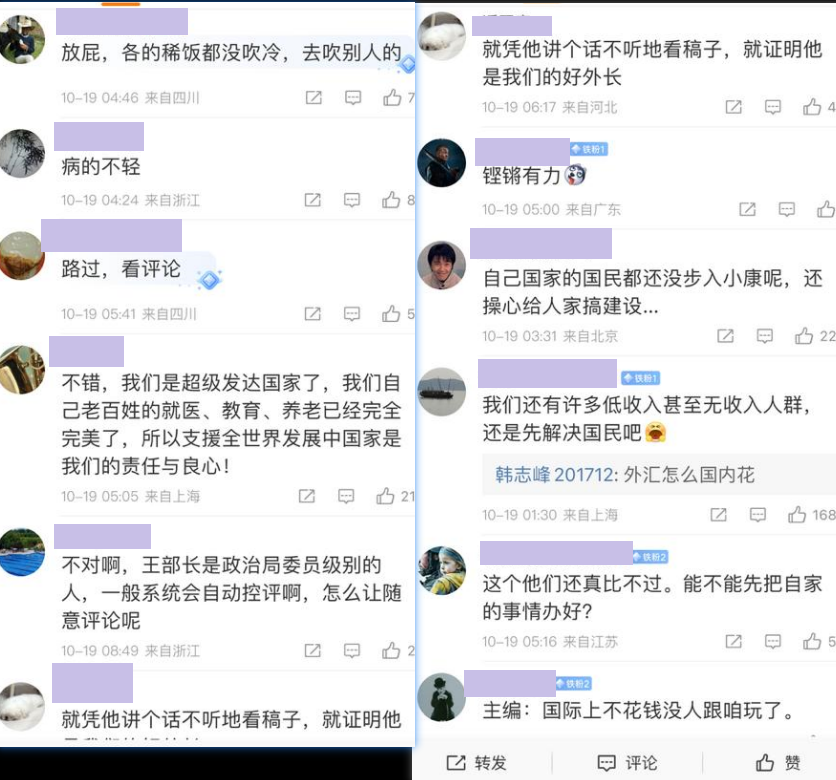 放屁，各的稀饭都没吹冷，去吹别人的
10-19 04:46 来自四川
7
病的不轻
10-19 04:24 来自浙江
8
路过，看评论
10-19 05:41 来自四川
5
不错，我们是超级发达国家了，我们自
己老百姓的就医、教育、养老已经完全
完美了，所以支援全世界发展中国家是
我们的责任与良心！
10-19 05:05 来自上海
21
不对啊，王部长是政治局委员级别的
人，一般系统会自动控评啊，怎么让随
意评论呢
10-19 08:49 来自浙江
2
就凭他讲个话不听地看稿子，就证明他
就凭他讲个话不听地看稿子，就证明他
是我们的好外长
10-19 06:17 来自河北
4
铁粉1
铿锵有力
10-19 05:00 来自广东
自己国家的国民都还没步入小康呢，还
操心给人家搞建设...
10-19 03:31 来自北京
22
铁粉1
我们还有许多低收入甚至无收入人群，
还是先解决国民吧
韩志峰201712: 外汇怎么国内花
10-19 01:30 来自上海
168
铁粉2
这个他们还真比不过。能不能先把自家
的事情办好?
10-19 05:16 来自江苏
5
铁粉2
主编：国际上不花钱没人跟咱玩了。
转发
评论
赞